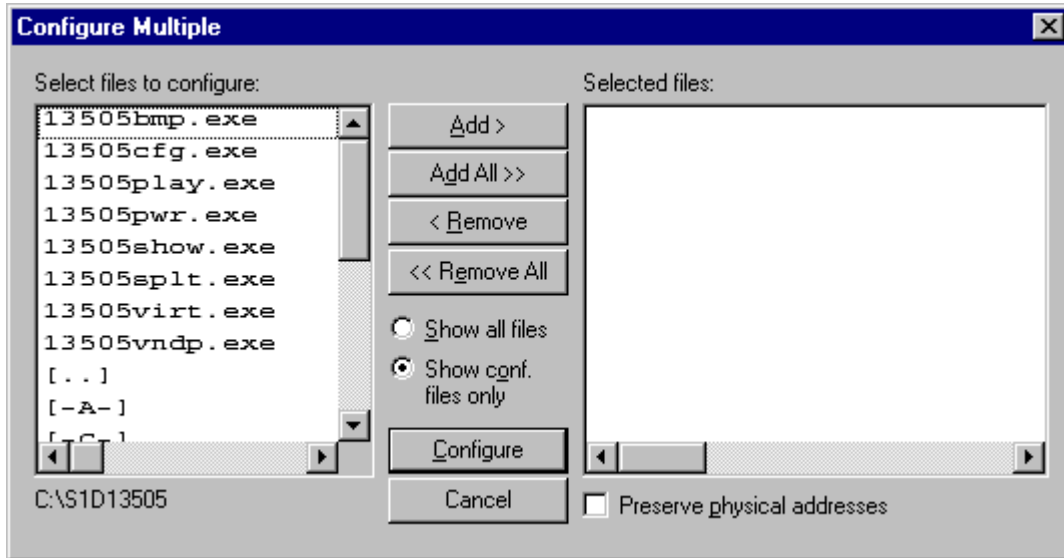 Configure Multiple
Select files to configure:
13505bmp.exe
13505cfg.exe
13505play.exe
13505pwr.exe
13505show.exe
13505splt.exe
13505virt.exe
13505vndp.exe
[..]
[-A-]
[-C-]
C:\S1D13505
Add >
Add All >>
< Remove
<< Remove All
Show all files
Show conf.
files only
Configure
Cancel
Selected files:
Preserve physical addresses